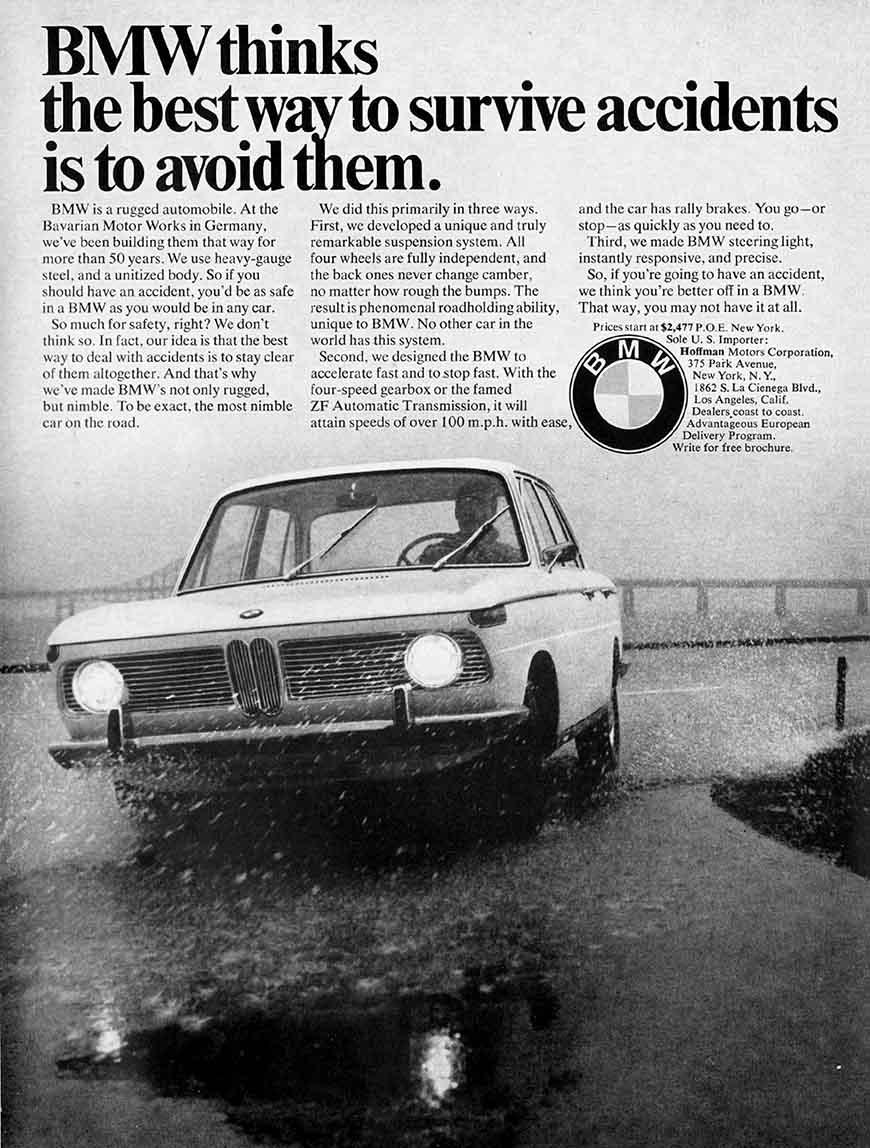 BMW thinks
the best way to survive accidents
is to avoid them.
BMW is a rugged automobile. At the
Bavarian Motor Works in Germany,
we've been building them that way for
more than 50 years. We use heavy-gauge
steel, and a unitized body. So if you
should have an accident, you'd be as safe
in a BMW as you would be in any car.
So much for safety, right? We don't
think so. In fact, our idea is that the best
way to deal with accidents is to stay clear
of them altogether. And that's why
we've made BMW's not only rugged,
but nimble. To be exact, the most nimble
car on the road.
We did this primarily in three ways.
First, we developed a unique and truly
remarkable suspension system. All
four wheels are fully independent, and
the back ones never change camber,
no matter how rough the bumps. The
result is phenomenal roadholding ability,
unique to BMW. No other car in the
world has this system.
Second, we designed the BMW to
accelerate fast and to stop fast. With the
four-speed gearbox or the famed
ZF Automatic Transmission, it will
attain speeds of over 100 m.p.h. with ease,
and the car has rally brakes. You go—or
stop—as quickly as you need to.
Third, we made BMW steering light,
instantly responsive, and precise.
So, if you're going to have an accident,
we think you're better off in a BMW.
That way, you may not have it at all.
Prices start at $2,477 P.O.E. New York.
Sole U. S. Importer:
Hoffman Motors Corporation,
375 Park Avenue,
New York, N. Y.,
1862 S. La Cienega Blvd.,
Los Angeles, Calif.
Dealers coast to coast.
Advantageous European
Delivery Program.
Write for free brochure.
BMW